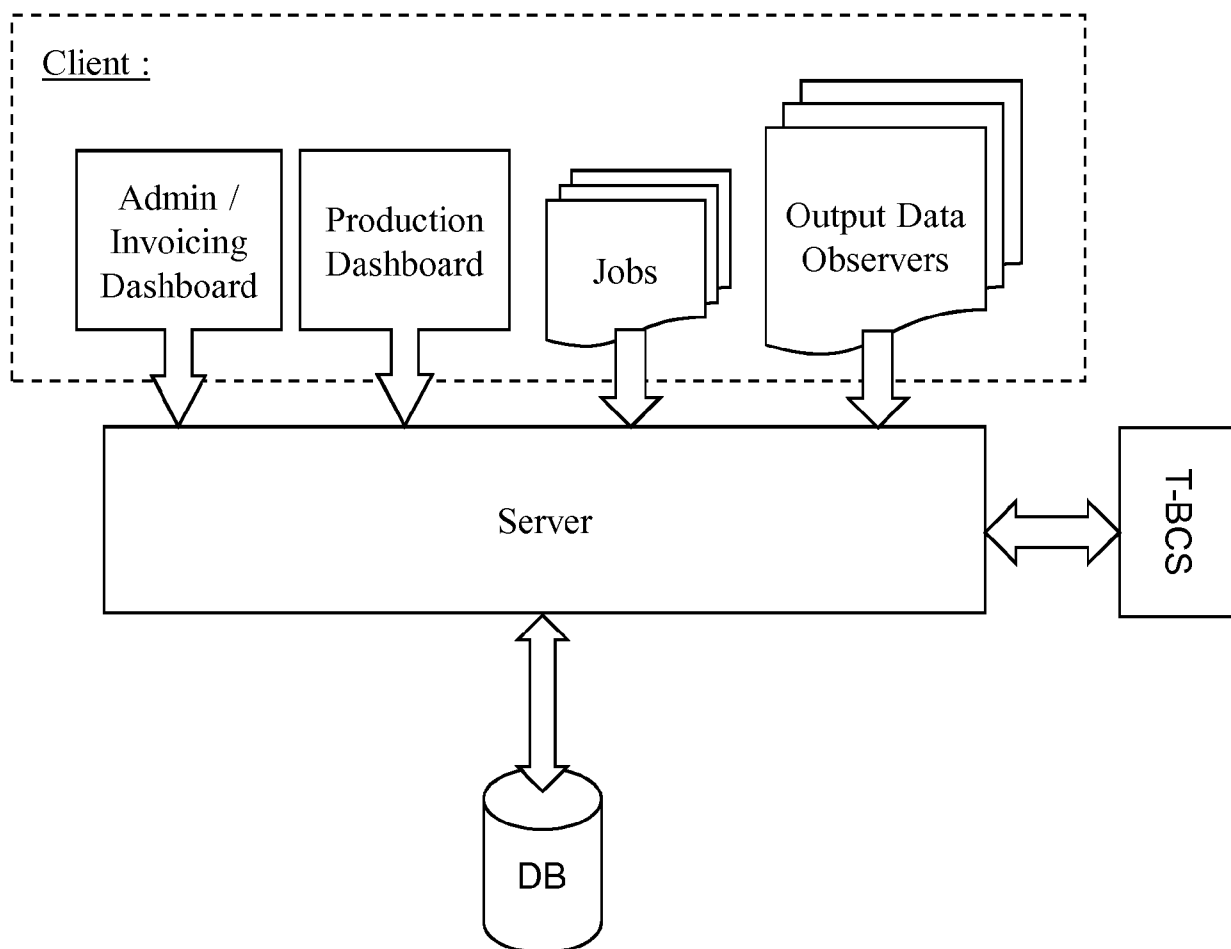 Client :
Admin /
Invoicing
Dashboard
Production
Dashboard
Jobs
Output Data
Observers
Server
T-BCS
DB